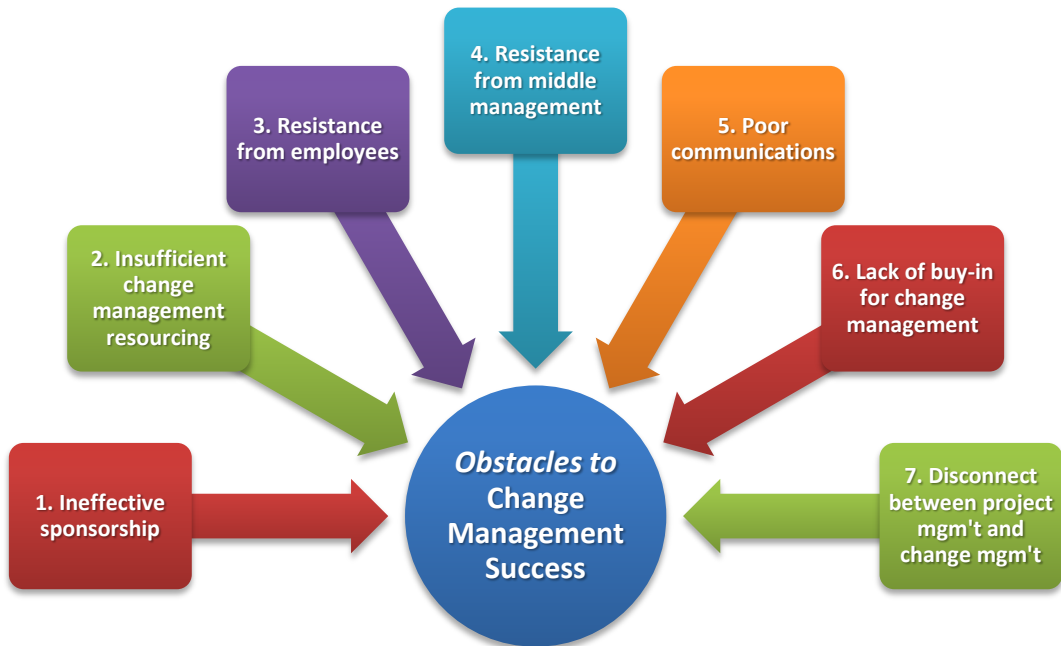 1. Ineffective
sponsorship
2. Insufficient
change
management
resourcing
3. Resistance
from employees
4. Resistance
from middle
management
5. Poor
communications
6. Lack of buy-in
for change
management
7. Disconnect
between project
mgm't and
change mgm't
Obstacles to
Change
Management
Success